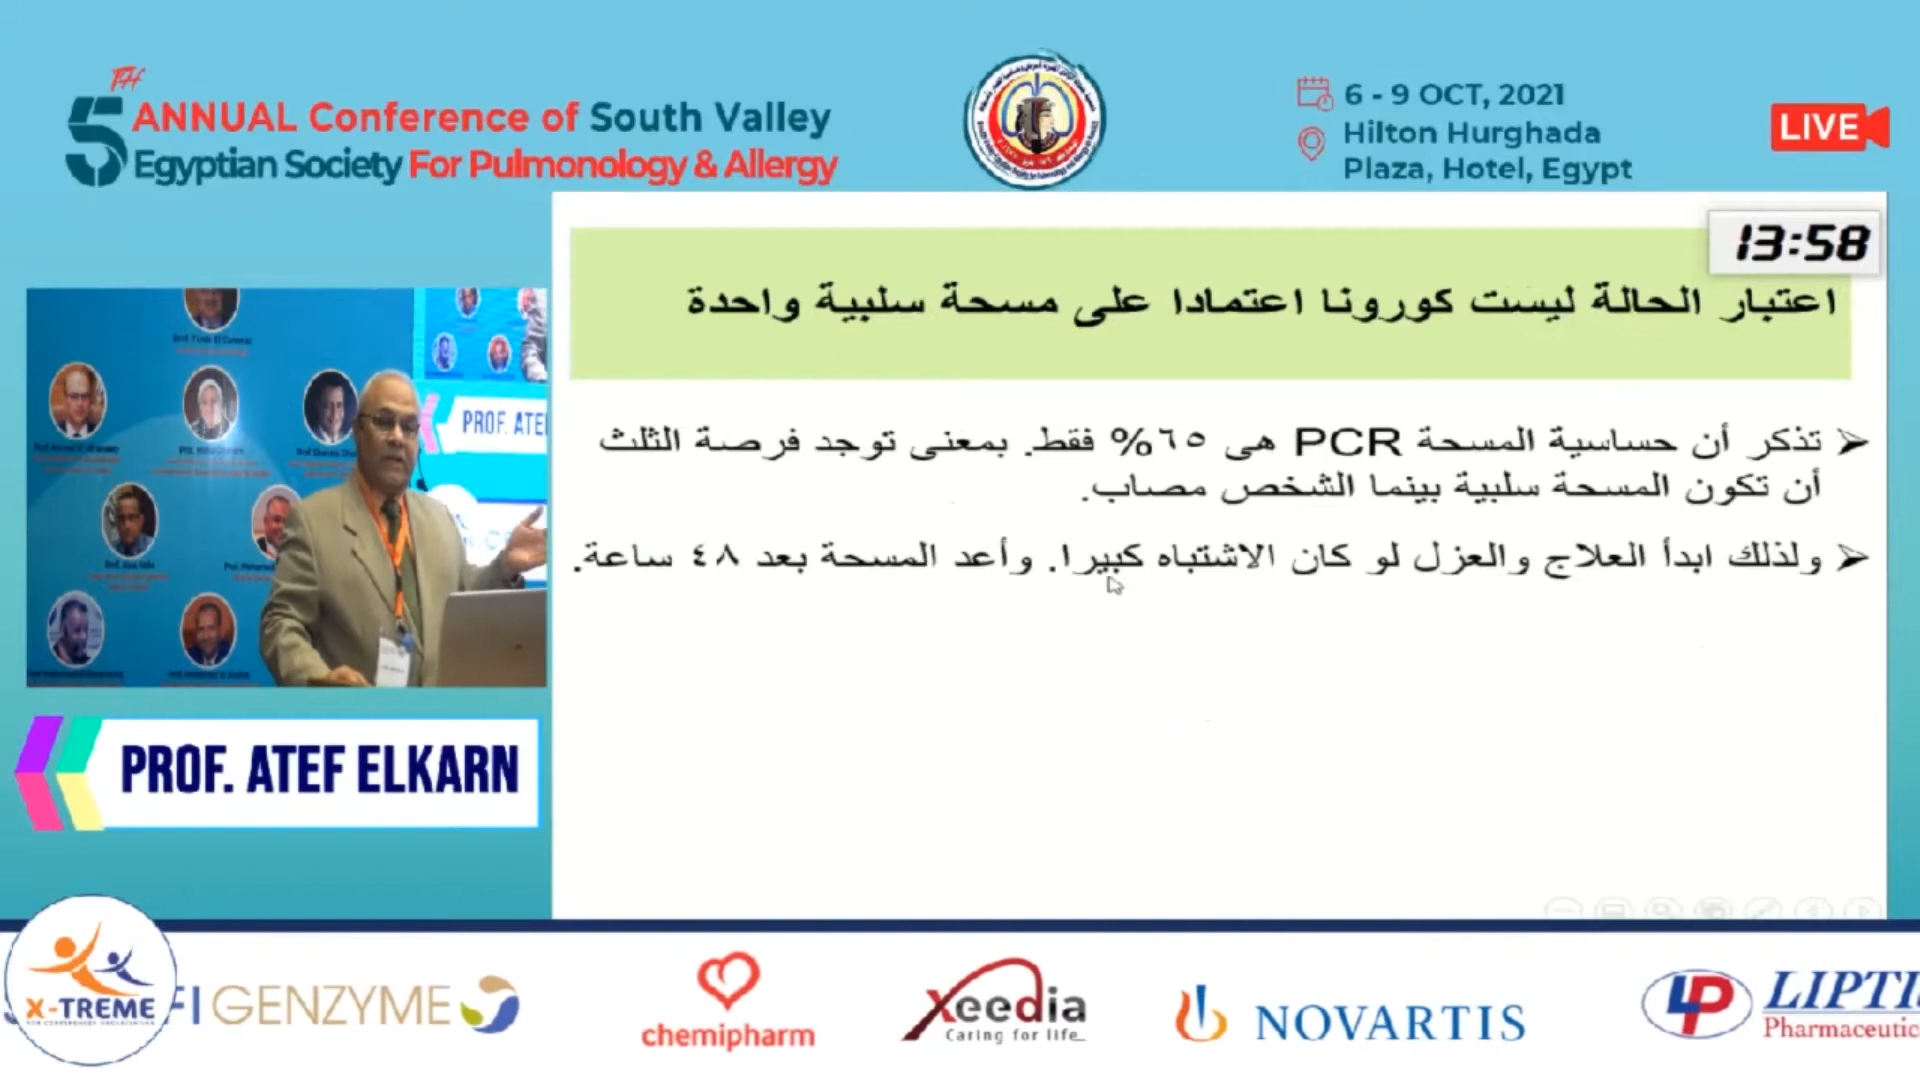 5TH ANNUAL Conference of South Valley
Egyptian Society For Pulmonology & Allergy
6 - 9 OCT, 2021
Hilton Hurghada
Plaza, Hotel, Egypt
LIVE
13:58
اعتبار الحالة ليست كورونا اعتمادا على مسحة سلبية واحدة
تذكر أن حساسية المسحة PCR هى ٦٥% فقط. بمعنى توجد فرصة الثلث
أن تكون المسحة سلبية بينما الشخص مصاب.
ولذلك ابدأ العلاج والعزل لو كان الاشتباه كبيرا. وأعد المسحة بعد ٤٨ ساعة.
PROF. ATE
PROF. ATEF ELKARN
X-TREME
FI GENZYME
chemipharm
Xeedia
Caring for life
NOVARTIS
LP LIPTI
Pharmaceutic